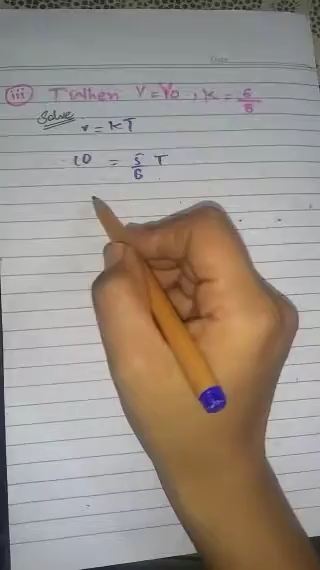 (iii) T when V = 10 , K = 5/6
Solve
v = kT
10 = 5/6 T